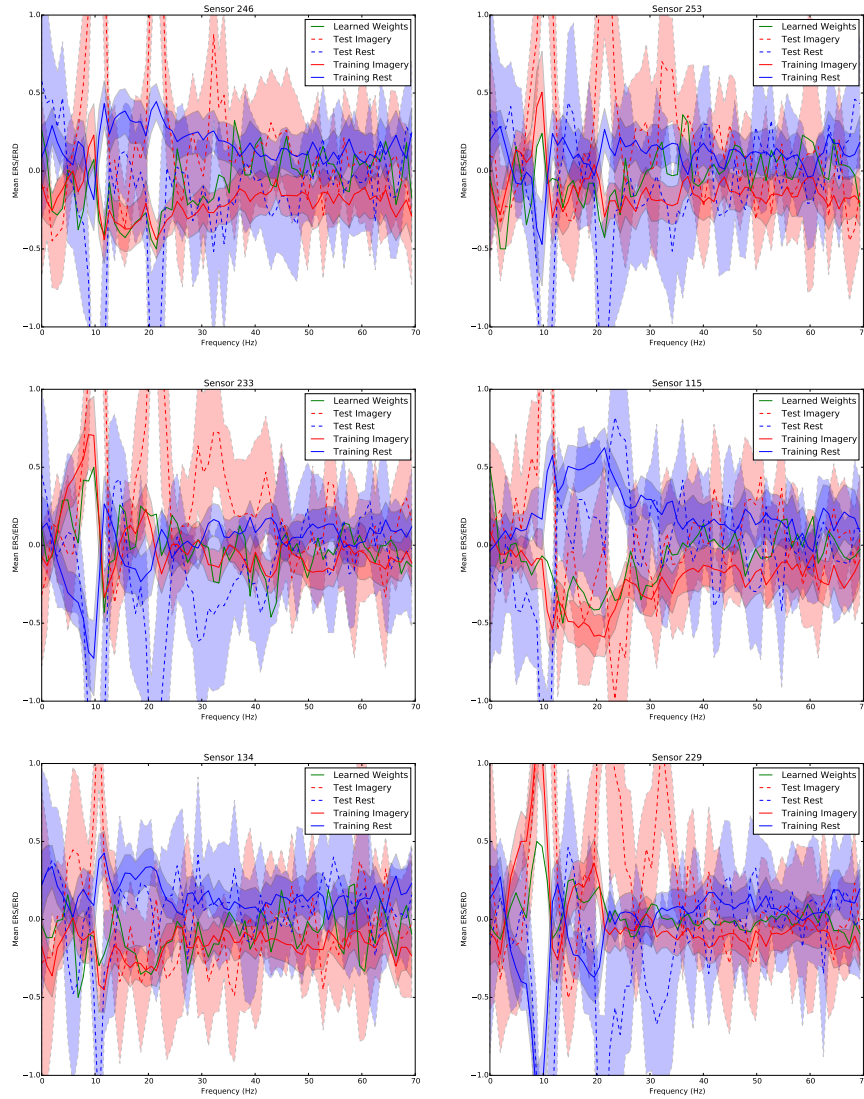 Sensor 246
1.0
0.5
0.0
−0.5
−1.0
Mean ERS/ERD
0 10 20 30 40 50 60 70
Frequency (Hz)
Learned Weights
Test Imagery
Test Rest
Training Imagery
Training Rest
Sensor 253
1.0
0.5
0.0
−0.5
−1.0
Mean ERS/ERD
0 10 20 30 40 50 60 70
Frequency (Hz)
Learned Weights
Test Imagery
Test Rest
Training Imagery
Training Rest
Sensor 233
1.0
0.5
0.0
−0.5
−1.0
Mean ERS/ERD
0 10 20 30 40 50 60 70
Frequency (Hz)
Learned Weights
Test Imagery
Test Rest
Training Imagery
Training Rest
Sensor 115
1.0
0.5
0.0
−0.5
−1.0
Mean ERS/ERD
0 10 20 30 40 50 60 7
Frequency (Hz)
Learned Weights
Test Imagery
Test Rest
Training Imagery
Training Rest
Sensor 134
1.0
0.5
0.0
−0.5
−1.0
Mean ERS/ERD
0 10 20 30 40 50 60 70
Frequency (Hz)
Learned Weights
Test Imagery
Test Rest
Training Imagery
Training Rest
Sensor 229
1.0
0.5
0.0
−0.5
−1.0
Mean ERS/ERD
0 10 20 30 40 50 60 70
Frequency (Hz)
Learned Weights
Test Imagery
Test Rest
Training Imagery
Training Rest